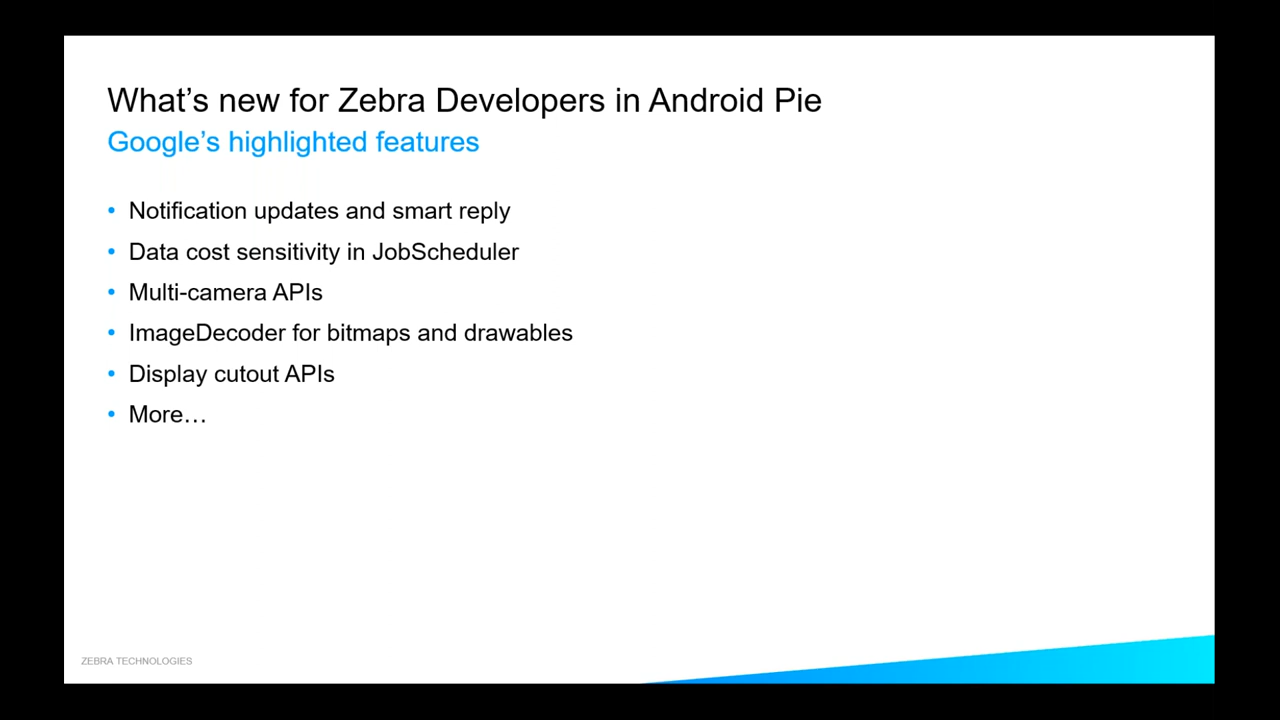 What’s new for Zebra Developers in Android Pie
Google’s highlighted features
• Notification updates and smart reply
• Data cost sensitivity in JobScheduler
• Multi-camera APIs
• ImageDecoder for bitmaps and drawables
• Display cutout APIs
• More…
ZEBRA TECHNOLOGIES